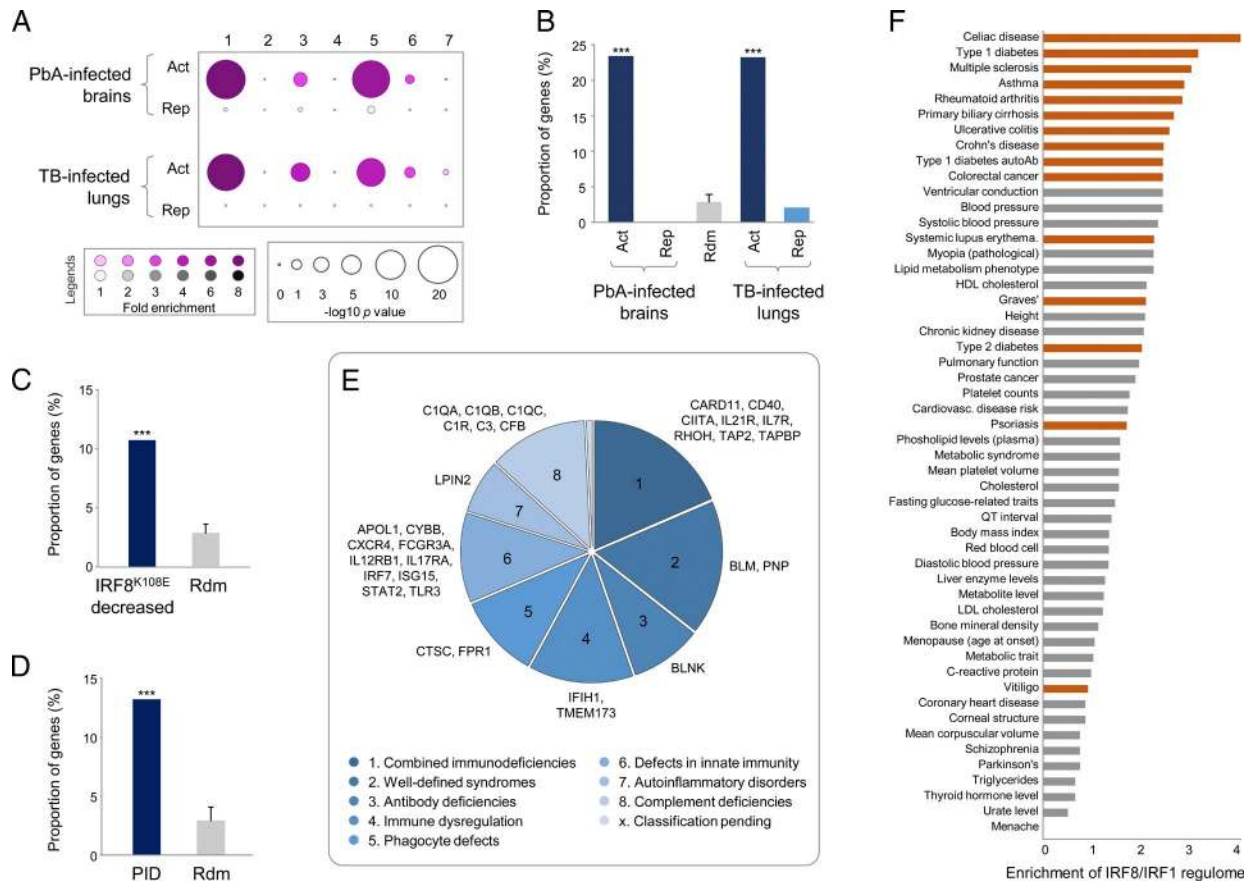 A
1 2 3 4 5 6 7
PbA-infected
brains
Act
Rep
TB-infected
lungs
Act
Rep
Legends
1 2 3 4 6 8
Fold enrichment
0 1 3 5 10 20
-log10 p value
B
Proportion of genes (%)
25
20
15
10
5
0
***
***
Act
Rep
Rdm
Act
Rep
PbA-infected
brains
TB-infected
lungs
C
Proportion of genes (%)
15
10
5
0
***
IRF8K108E
decreased
Rdm
D
Proportion of genes (%)
15
10
5
0
***
PID
Rdm
E
C1QA, C1QB, C1QC,
C1R, C3, CFB
CARD11, CD40,
CIITA, IL21R, IL7R,
RHOH, TAP2, TAPBP
LPIN2
APOL1, CYBB,
CXCR4, FCGR3A,
IL12RB1, IL17RA,
IRF7, ISG15,
STAT2, TLR3
BLM, PNP
CTSC, FPR1
BLNK
IFIH1,
TMEM173
1
2
3
4
5
6
7
8
1. Combined immunodeficiencies
2. Well-defined syndromes
3. Antibody deficiencies
4. Immune dysregulation
5. Phagocyte defects
6. Defects in innate immunity
7. Autoinflammatory disorders
8. Complement deficiencies
x. Classification pending
F
Celiac disease
Type 1 diabetes
Multiple sclerosis
Asthma
Rheumatoid arthritis
Primary biliary cirrhosis
Ulcerative colitis
Crohn's disease
Type 1 diabetes autoAb
Colorectal cancer
Ventricular conduction
Blood pressure
Systolic blood pressure
Systemic lupus erythema.
Myopia (pathological)
Lipid metabolism phenotype
HDL cholesterol
Graves'
Height
Chronic kidney disease
Type 2 diabetes
Pulmonary function
Prostate cancer
Platelet counts
Cardiovasc. disease risk
Psoriasis
Phosholipid levels (plasma)
Metabolic syndrome
Mean platelet volume
Cholesterol
Fasting glucose-related traits
QT interval
Body mass index
Red blood cell
Diastolic blood pressure
Liver enzyme levels
Metabolite level
LDL cholesterol
Bone mineral density
Menopause (age at onset)
Metabolic trait
C-reactive protein
Vitiligo
Coronary heart disease
Corneal structure
Mean corpuscular volume
Schizophrenia
Parkinson's
Triglycerides
Thyroid hormone level
Urate level
Menache
0 1 2 3 4
Enrichment of IRF8/IRF1 regulome